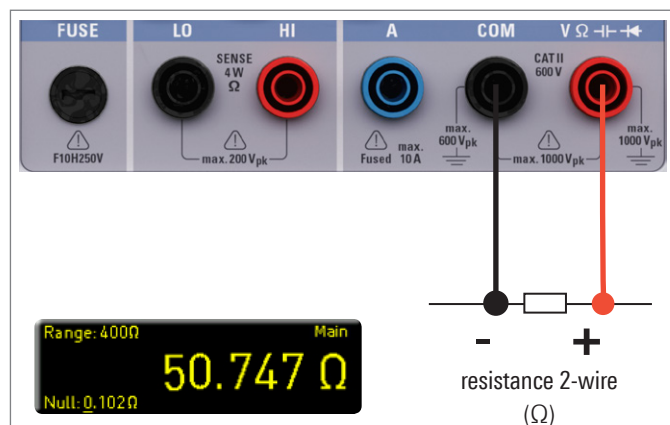 FUSE
LO
HI
A
COM
V Ω
SENSE
4 W
Ω
CAT II
600 V
F10H250V
max. 200 Vpk
Fused
max.
10 A
max.
600 Vpk
max. 1000 Vpk
max.
1000 Vpk
Range: 400Ω
Main
50.747 Ω
Null: 0.102Ω
- +
resistance 2-wire
(Ω)